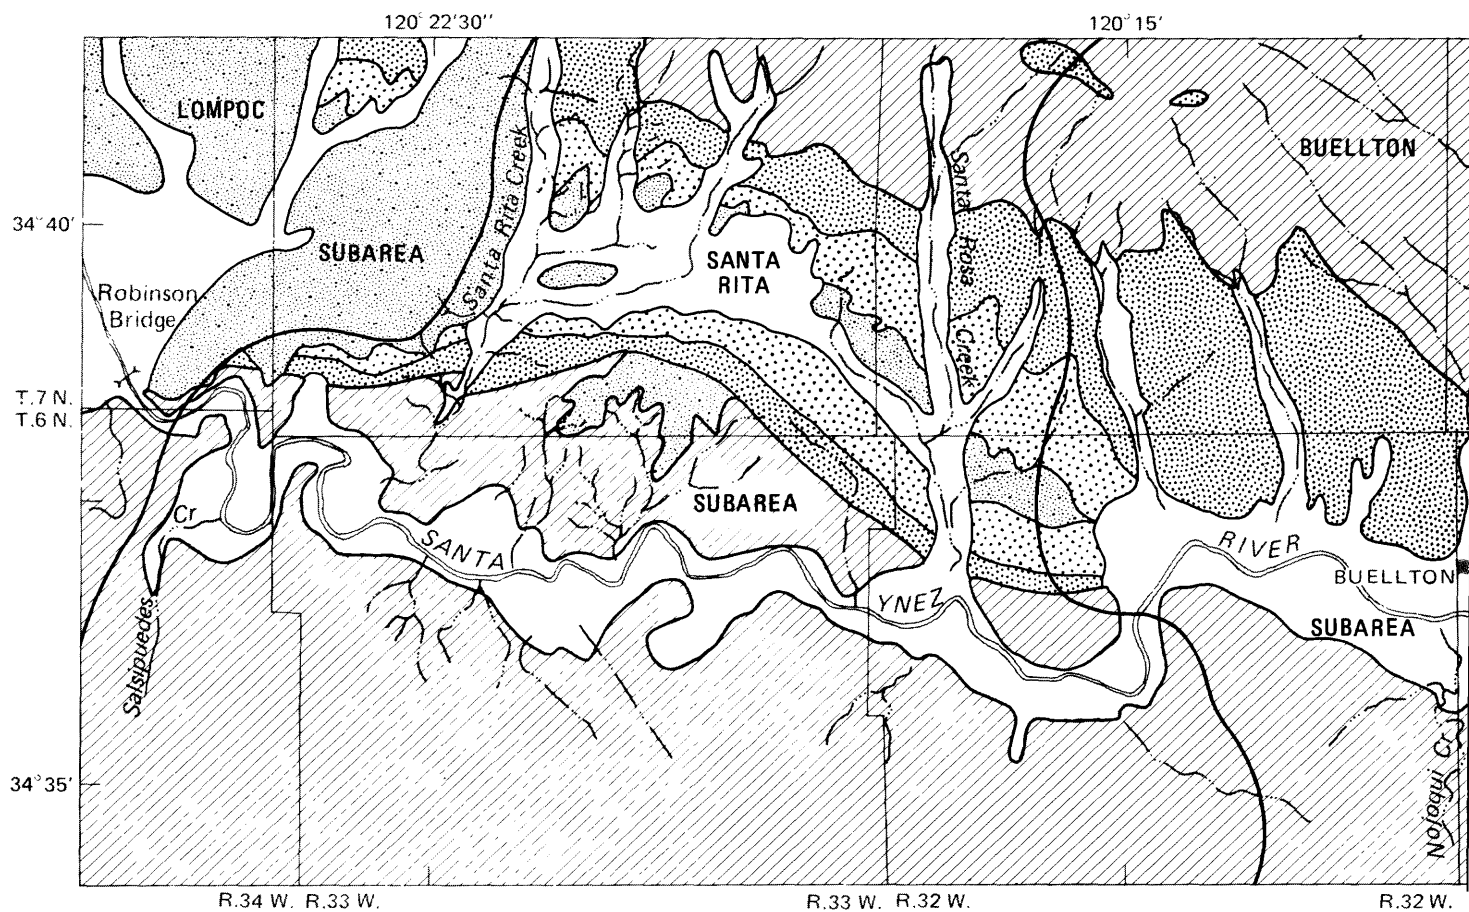 120° 22'30''
120° 15'
LOMPOC
BUELLTON
Santa Rita Creek
Santa Rosa Creek
34° 40'
SUBAREA
SANTA
RITA
Robinson
Bridge
T.7 N.
T.6 N.
SUBAREA
Cr
SANTA
RIVER
BUELLTON
YNEZ
SUBAREA
Salsipuedes
Nojoqui Cr
34° 35'
R.34 W. R.33 W.
R.33 W. R.32 W.
R.32 W.